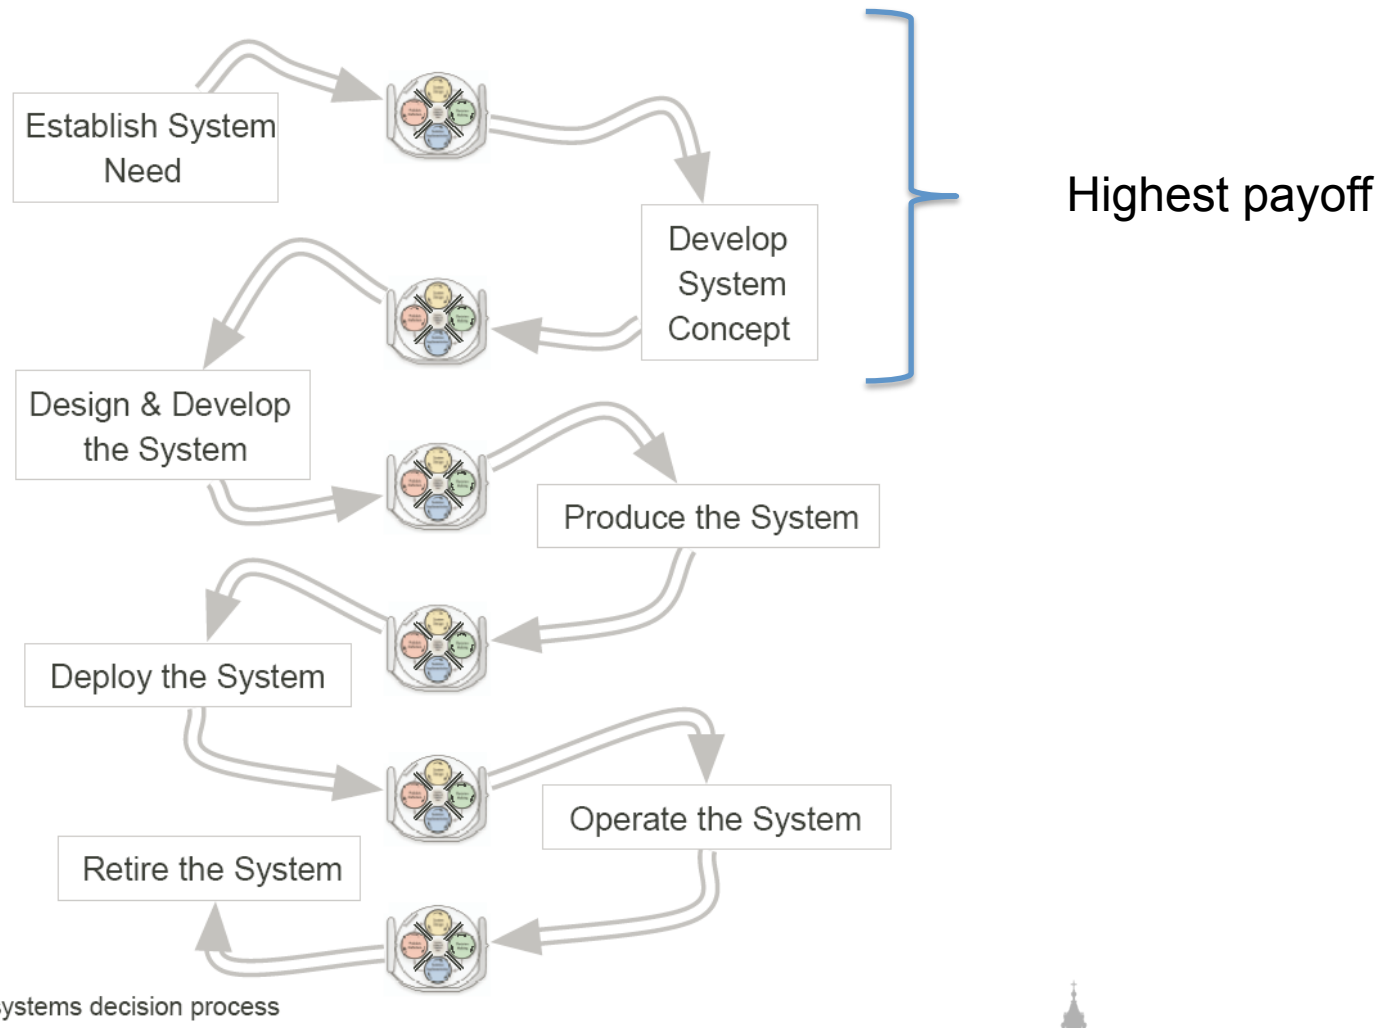 Establish System
Need
Highest payoff
Develop
System
Concept
Design & Develop
the System
Produce the System
Deploy the System
Operate the System
Retire the System
systems decision process